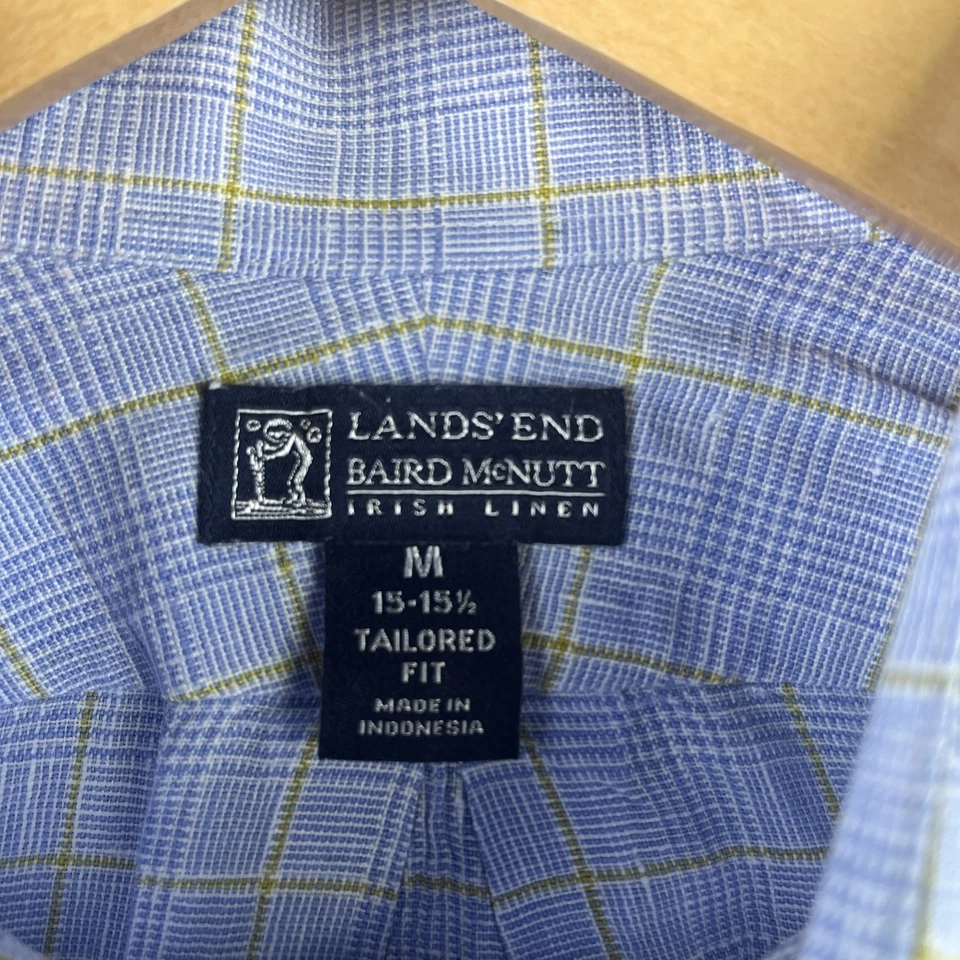 LANDS' END
BAIRD McNUTT
IRISH LINEN
M
15-15½
TAILORED
FIT
MADE IN
INDONESIA